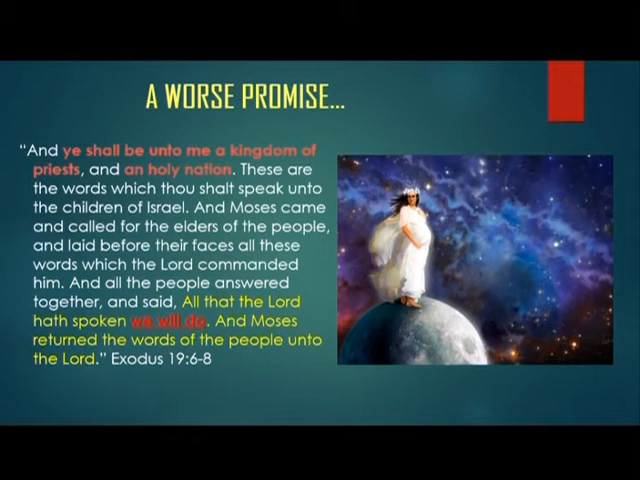 A WORSE PROMISE...
“And ye shall be unto me a kingdom of
priests, and an holy nation. These are
the words which thou shalt speak unto
the children of Israel. And Moses came
and called for the elders of the people,
and laid before their faces all these
words which the Lord commanded
him. And all the people answered
together, and said, All that the Lord
hath spoken we will do. And Moses
returned the words of the people unto
the Lord.” Exodus 19:6-8